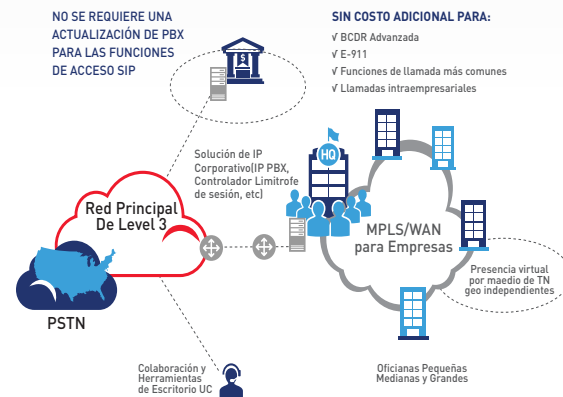 NO SE REQUIERE UNA
ACTUALIZACIÓN DE PBX
PARA LAS FUNCIONES
DE ACCESO SIP
SIN COSTO ADICIONAL PARA:
√ BCDR Advanzada
√ E-911
√ Funciones de llamada más comunes
√ Llamadas intraempresariales
$
HQ
Solución de IP
Corporativo(IP PBX,
Controlador Limítrofe
de sesión, etc)
Red Principal
De Level 3
MPLS/WAN
para Empresas
Presencia virtual
por maedio de TN
geo independientes
PSTN
Colaboración y
Herramientas
de Escritorio UC
Oficianas Pequeñas
Medianas y Grandes